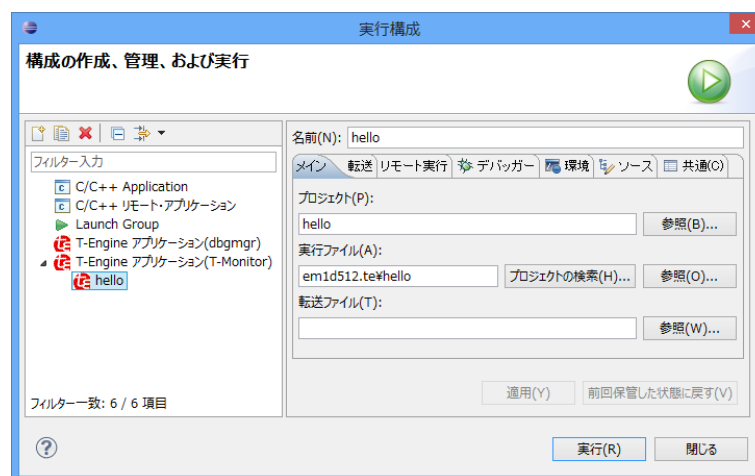 実行構成
構成の作成、管理、および実行
フィルター入力
C/C++ Application
C/C++ リモート・アプリケーション
Launch Group
T-Engine アプリケーション(dbgmgr)
T-Engine アプリケーション(T-Monitor)
hello
フィルター一致: 6 / 6 項目
名前(N): hello
メイン 転送 リモート実行 デバッガー 環境 ソース 共通(C)
プロジェクト(P):
hello 参照(B)...
実行ファイル(A):
em1d512.te¥hello プロジェクトの検索(H)... 参照(O)...
転送ファイル(T):
参照(W)...
適用(Y) 前回保管した状態に戻す(V)
実行(R) 閉じる